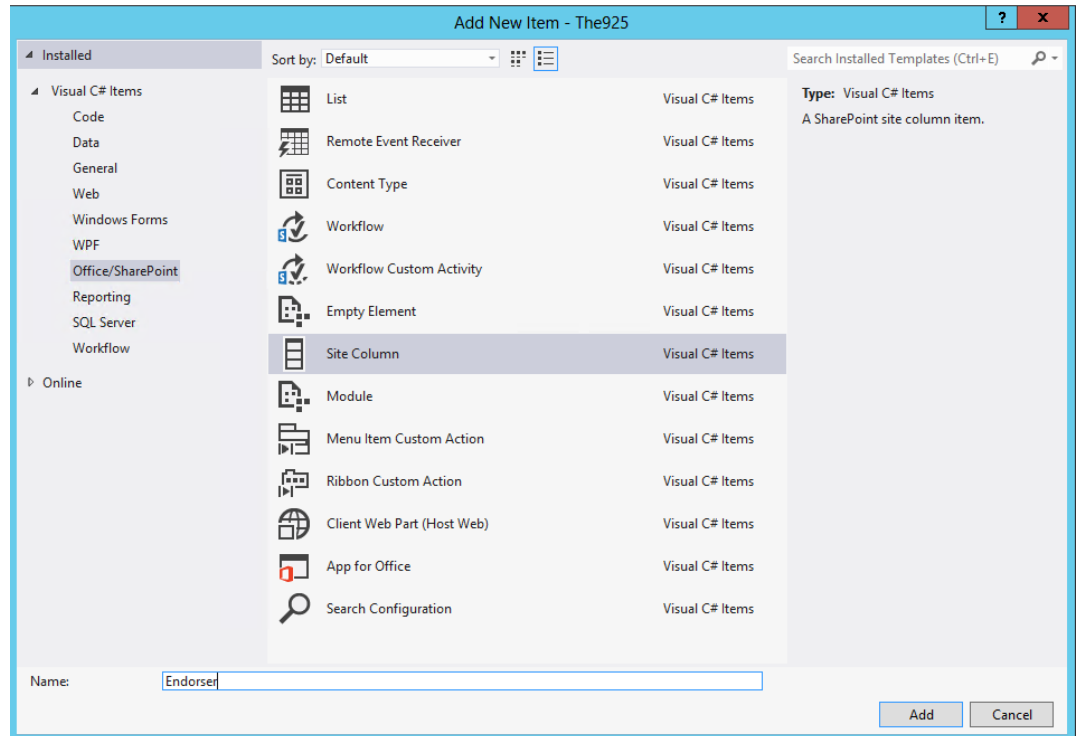 Add New Item - The925
? x
Installed
Sort by: Default
Search Installed Templates (Ctrl+E)
Visual C# Items
Code
Data
General
Web
Windows Forms
WPF
Office/SharePoint
Reporting
SQL Server
Workflow
Online
List Visual C# Items
Remote Event Receiver Visual C# Items
Content Type Visual C# Items
Workflow Visual C# Items
Workflow Custom Activity Visual C# Items
Empty Element Visual C# Items
Site Column Visual C# Items
Module Visual C# Items
Menu Item Custom Action Visual C# Items
Ribbon Custom Action Visual C# Items
Client Web Part (Host Web) Visual C# Items
App for Office Visual C# Items
Search Configuration Visual C# Items
Type: Visual C# Items
A SharePoint site column item.
Name: Endorser
Add Cancel